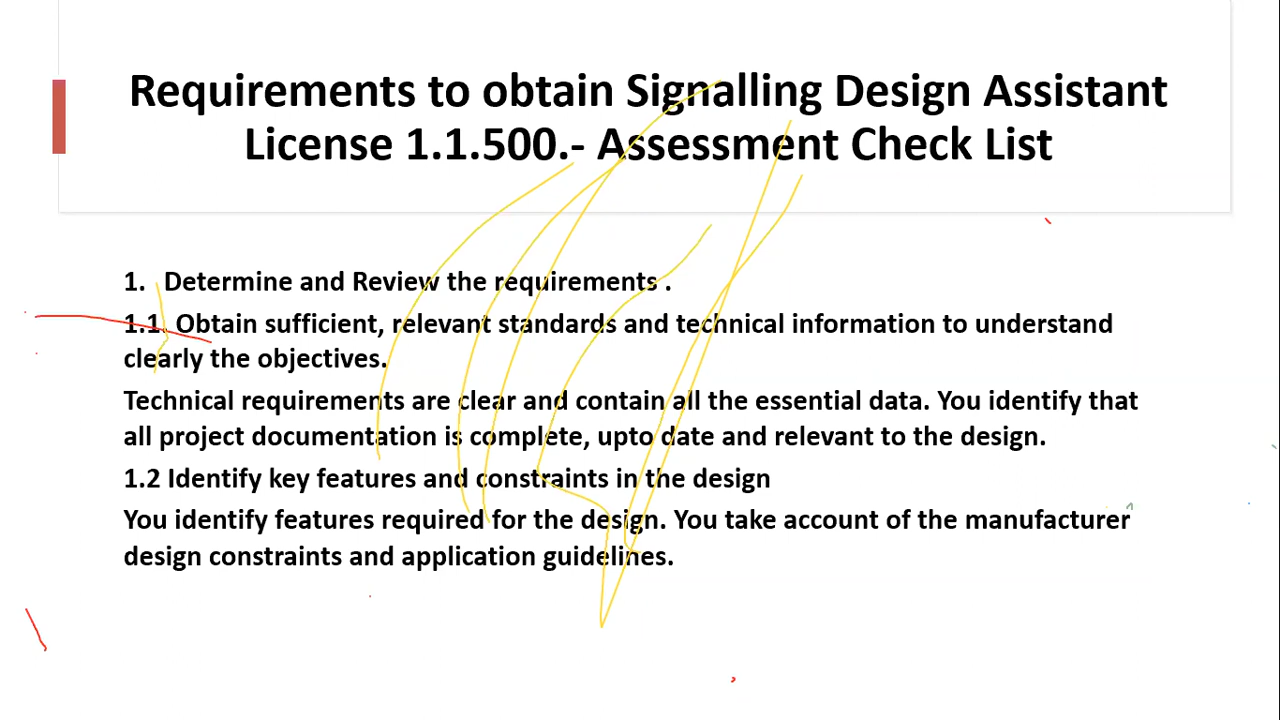 Requirements to obtain Signalling Design Assistant
License 1.1.500.- Assessment Check List
1. Determine and Review the requirements .
1.1. Obtain sufficient, relevant standards and technical information to understand
clearly the objectives.
Technical requirements are clear and contain all the essential data. You identify that
all project documentation is complete, upto date and relevant to the design.
1.2 Identify key features and constraints in the design
You identify features required for the design. You take account of the manufacturer
design constraints and application guidelines.